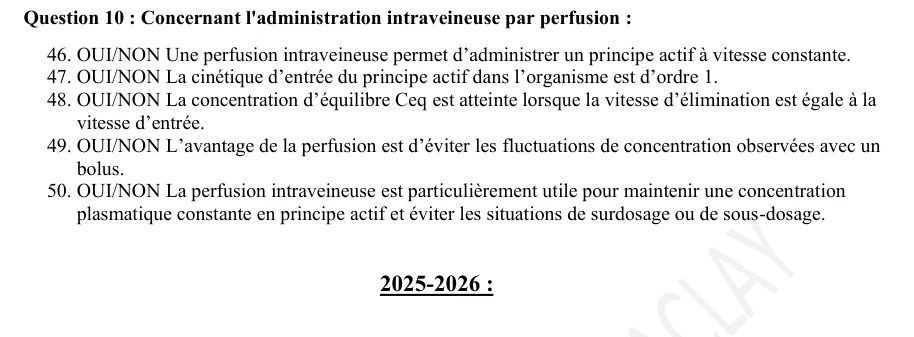 Question 10 : Concernant l'administration intraveineuse par perfusion :
46. OUI/NON Une perfusion intraveineuse permet d’administrer un principe actif à vitesse constante.
47. OUI/NON La cinétique d’entrée du principe actif dans l’organisme est d’ordre 1.
48. OUI/NON La concentration d’équilibre Ceq est atteinte lorsque la vitesse d’élimination est égale à la
vitesse d’entrée.
49. OUI/NON L’avantage de la perfusion est d’éviter les fluctuations de concentration observées avec un
bolus.
50. OUI/NON La perfusion intraveineuse est particulièrement utile pour maintenir une concentration
plasmatique constante en principe actif et éviter les situations de surdosage ou de sous-dosage.
2025-2026 :
ACLAY